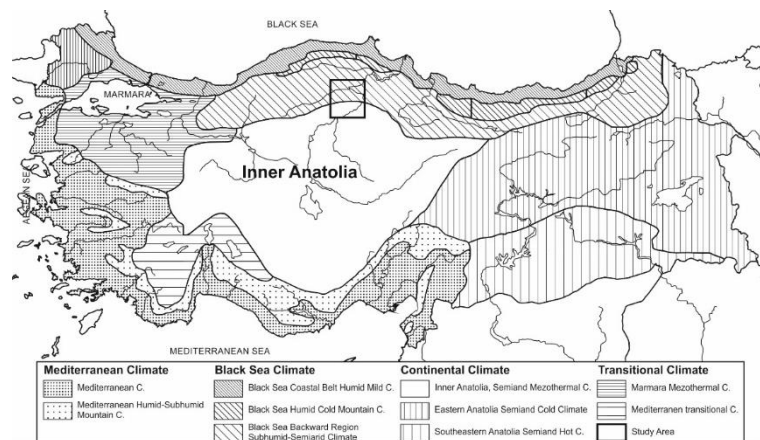 BLACK SEA
MARMARA
Inner Anatolia
AEGEAN SEA
MEDITERRANEAN SEA
Mediterranean Climate
Mediterranean C.
Mediterranean Humid-Subhumid
Mountain C.
Black Sea Climate
Black Sea Coastal Belt Humid Mild C.
Black Sea Humid Cold Mountain C.
Black Sea Backward Region
Subhumid-Semiarid Climate
Continental Climate
Inner Anatolia, Semiand Mezothermal C.
Eastern Anatolia Semiand Cold Climate
Southeastern Anatolia Semiand Hot C.
Transitional Climate
Marmara Mezothermal C.
Mediterranen transitional C.
Study Area